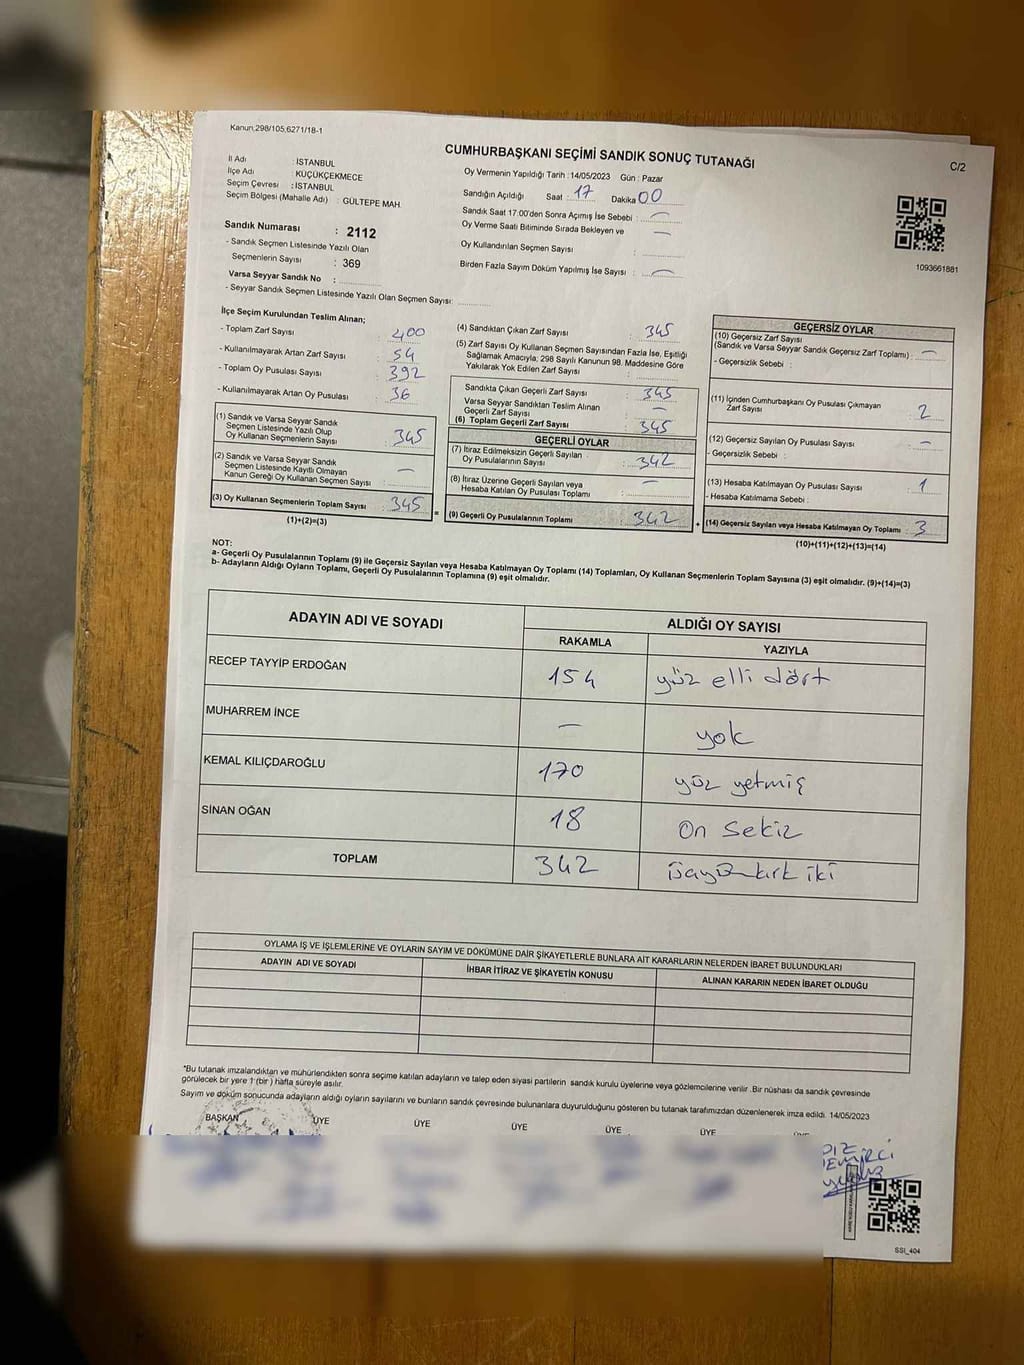 Kanun,298/105,6271/18-1
CUMHURBAŞKANI SEÇİMİ SANDIK SONUÇ TUTANAĞI
C/2
İl Adı : İSTANBUL
İlçe Adı : KÜÇÜKÇEKMECE
Seçim Çevresi : İSTANBUL
Seçim Bölgesi (Mahalle Adı) : GÜLTEPE MAH.
Oy Vermenin Yapıldığı Tarih : 14/05/2023 Gün : Pazar
Sandığın Açıldığı Saat : 17 Dakika 00
Sandık Saat 17:00'den Sonra Açımış İse Sebebi : —
Oy Verme Saati Bitiminde Sırada Bekleyen ve —
Oy Kullandırılan Seçmen Sayısı :
Birden Fazla Sayım Döküm Yapılmış İse Sayısı : —
1093661881
Sandık Numarası : 2112
- Sandık Seçmen Listesinde Yazılı Olan
Seçmenlerin Sayısı : 369
Varsa Seyyar Sandık No :
- Seyyar Sandık Seçmen Listesinde Yazılı Olan Seçmen Sayısı:
İlçe Seçim Kurulundan Teslim Alınan;
- Toplam Zarf Sayısı : 400
- Kullanılmayarak Artan Zarf Sayısı : 54
- Toplam Oy Pusulası Sayısı : 392
- Kullanılmayarak Artan Oy Pusulası : 36
(1) Sandık ve Varsa Seyyar Sandık
Seçmen Listesinde Yazılı Olup
Oy Kullanan Seçmenlerin Sayısı : 345
(2) Sandık ve Varsa Seyyar Sandık
Seçmen Listesinde Kayıtlı Olmayan
Kanun Gereği Oy Kullanan Seçmen Sayısı : —
(3) Oy Kullanan Seçmenlerin Toplam Sayısı : 345
(1)+(2)=(3)
=
(4) Sandıktan Çıkan Zarf Sayısı : 345
(5) Zarf Sayısı Oy Kullanan Seçmen Sayısından Fazla İse, Eşitliği
Sağlamak Amacıyla; 298 Sayılı Kanunun 98. Maddesine Göre
Yakılarak Yok Edilen Zarf Sayısı :
Sandıkta Çıkan Geçerli Zarf Sayısı : 345
Varsa Seyyar Sandıktan Teslim Alınan
Geçerli Zarf Sayısı : —
(6) Toplam Geçerli Zarf Sayısı : 345
GEÇERLİ OYLAR
(7) İtiraz Edilmeksizin Geçerli Sayılan
Oy Pusulalarının Sayısı : 342
(8) İtiraz Üzerine Geçerli Sayılan veya
Hesaba Katılan Oy Pusulası Toplamı : —
(9) Geçerli Oy Pusulalarının Toplamı : 342
+
GEÇERSİZ OYLAR
(10) Geçersiz Zarf Sayısı
(Sandık ve Varsa Seyyar Sandık Geçersiz Zarf Toplamı) : —
- Geçersizlik Sebebi :
(11) İçinden Cumhurbaşkanı Oy Pusulası Çıkmayan
Zarf Sayısı : 2
(12) Geçersiz Sayılan Oy Pusulası Sayısı : —
- Geçersizlik Sebebi :
(13) Hesaba Katılmayan Oy Pusulası Sayısı : 1
- Hesaba Katılmama Sebebi :
(14) Geçersiz Sayılan veya Hesaba Katılmayan Oy Toplamı : 3
(10)+(11)+(12)+(13)=(14)
NOT:
a- Geçerli Oy Pusulalarının Toplamı (9) ile Geçersiz Sayılan veya Hesaba Katılmayan Oy Toplamı (14) Toplamları, Oy Kullanan Seçmenlerin Toplam Sayısına (3) eşit olmalıdır. (9)+(14)=(3)
b- Adayların Aldığı Oyların Toplamı, Geçerli Oy Pusulalarının Toplamına (9) eşit olmalıdır.
ADAYIN ADI VE SOYADI ALDIĞI OY SAYISI
RAKAMLA YAZIYLA
RECEP TAYYİP ERDOĞAN 154 yüz elli dört
MUHARREM İNCE — yok
KEMAL KILIÇDAROĞLU 170 yüz yetmiş
SİNAN OĞAN 18 On sekiz
TOPLAM 342 üçyüz kırk iki
OYLAMA İŞ VE İŞLEMLERİNE VE OYLARIN SAYIM VE DÖKÜMÜNE DAİR ŞİKAYETLERLE BUNLARA AİT KARARLARIN NELERDEN İBARET BULUNDUKLARI
ADAYIN ADI VE SOYADI İHBAR İTİRAZ VE ŞİKAYETİN KONUSU ALINAN KARARIN NEDEN İBARET OLDUĞU
*Bu tutanak imzalandıktan ve mühürlendikten sonra seçime katılan adayların ve talep eden siyasi partilerin sandık kurulu üyelerine veya gözlemcilerine verilir. Bir nüshası da sandık çevresinde
görülecek bir yere 1 (bir) hafta süreyle asılır.
Sayım ve döküm sonucunda adayların aldığı oyların sayılarını ve bunların sandık çevresinde bulunanlara duyurulduğunu gösteren bu tutanak tarafımızdan düzenlenerek imza edildi. 14/05/2023
BAŞKAN ÜYE ÜYE ÜYE ÜYE ÜYE
SSI_404